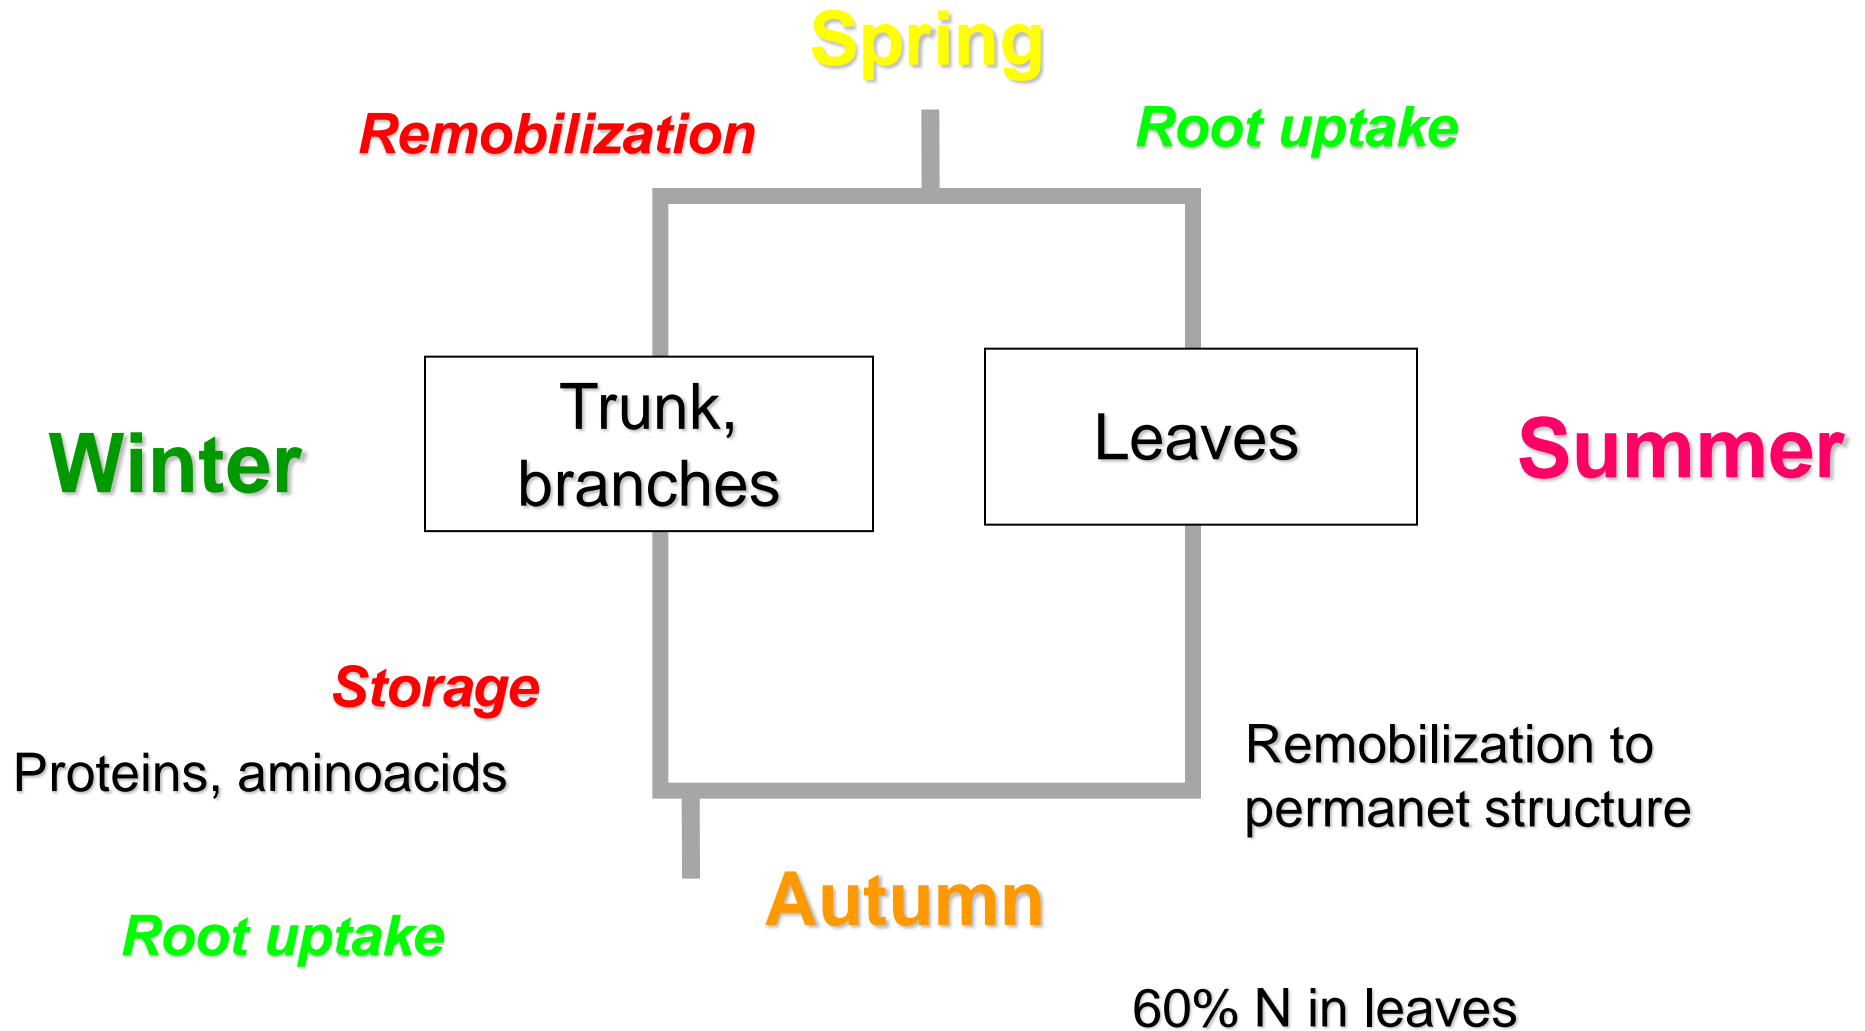 Spring
Remobilization
Root uptake
Trunk,
branches
Leaves
Winter
Summer
Storage
Proteins, aminoacids
Remobilization to
permanet structure
Autumn
Root uptake
60% N in leaves